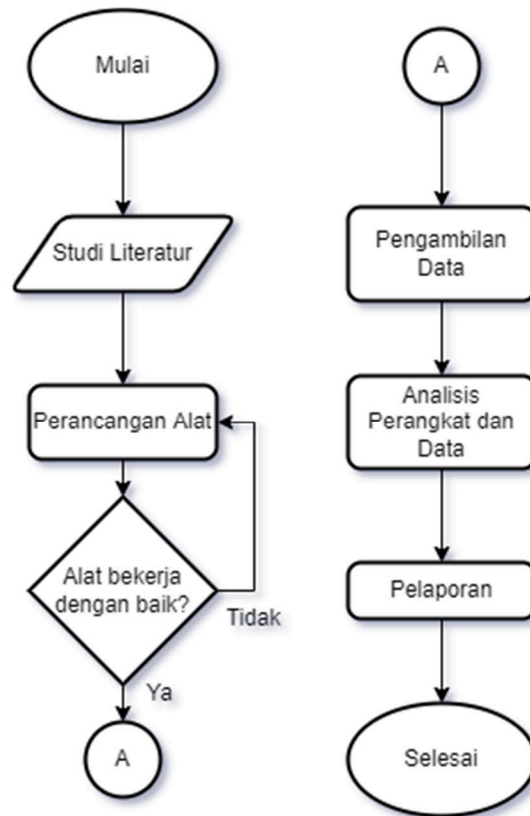 Mulai
Studi Literatur
Perancangan Alat
Alat bekerja
dengan baik?
Tidak
Ya
A
A
Pengambilan
Data
Analisis
Perangkat dan
Data
Pelaporan
Selesai